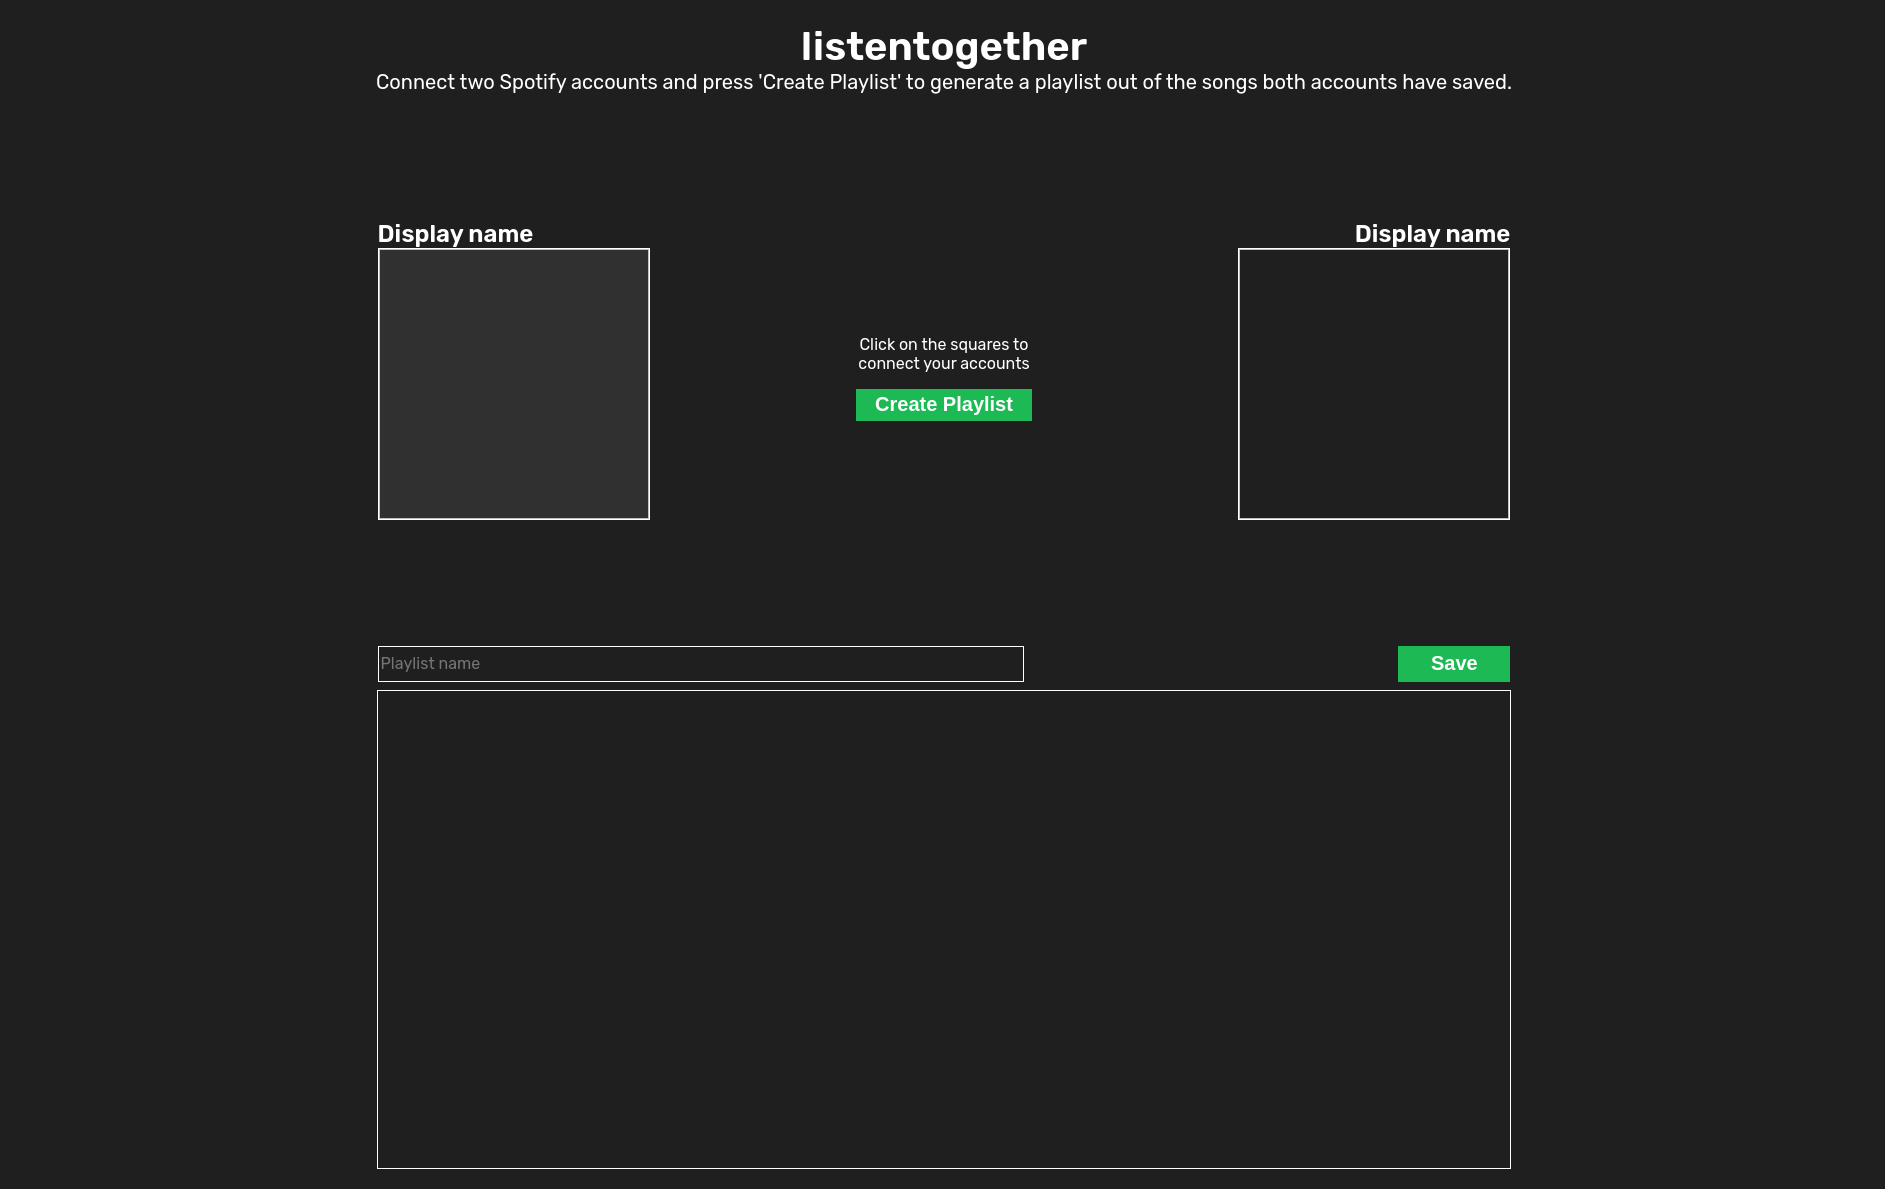 listentogether
Connect two Spotify accounts and press 'Create Playlist' to generate a playlist out of the songs both accounts have saved.
Display name
Display name
Click on the squares to
connect your accounts
Create Playlist
Playlist name
Save